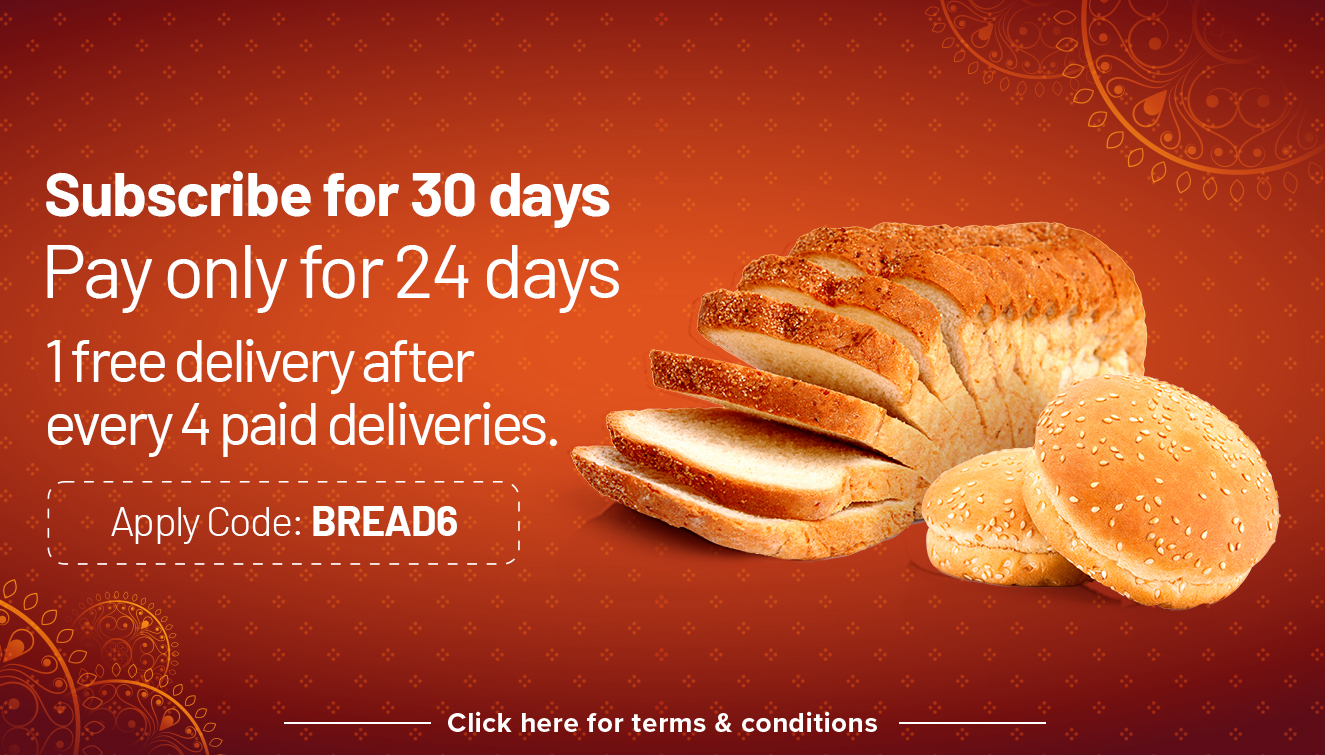 Subscribe for 30 days
Pay only for 24 days
1 free delivery after
every 4 paid deliveries.
Apply Code: BREAD6
Click here for terms & conditions